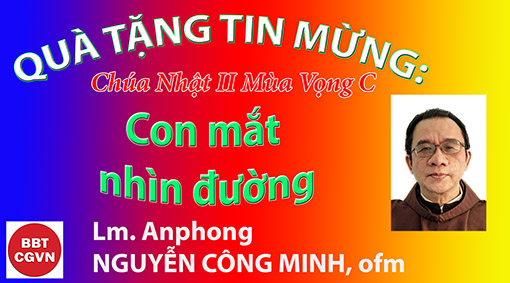 QUÀ TẶNG TIN MỪNG:
Chúa Nhật II Mùa Vọng C
Con mắt
nhìn đường
BBT
CGVN
Lm. Anphong
NGUYỄN CÔNG MINH, ofm